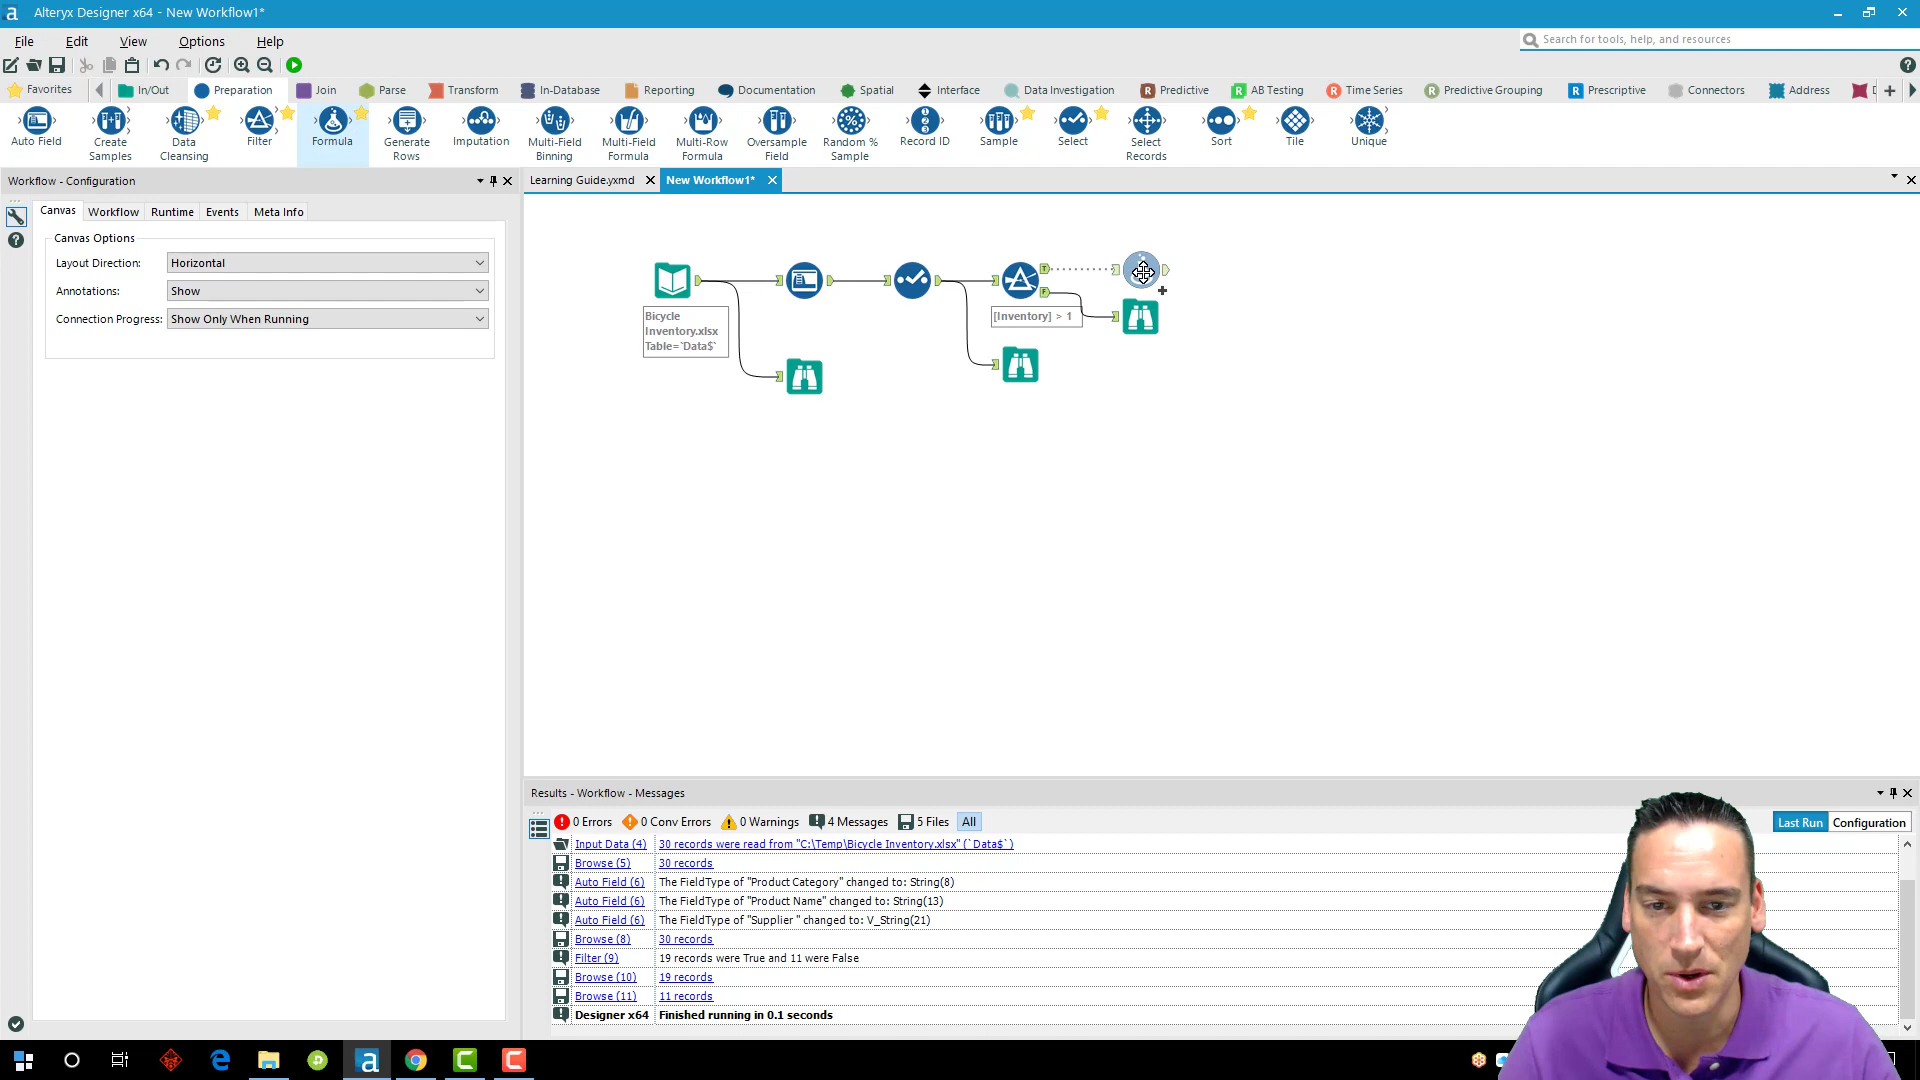 Alteryx Designer x64 - New Workflow1*
File Edit View Options Help
Search for tools, help, and resources
Favorites In/Out Preparation Join Parse Transform In-Database Reporting Documentation Spatial Interface Data Investigation Predictive AB Testing Time Series Predictive Grouping Prescriptive Connectors Address
Auto Field Create Samples Data Cleansing Filter Formula Generate Rows Imputation Multi-Field Binning Multi-Field Formula Multi-Row Formula Oversample Field Random % Sample Record ID Sample Select Select Records Sort Tile Unique
Workflow - Configuration
Learning Guide.yxmd New Workflow1*
Canvas Workflow Runtime Events Meta Info
Canvas Options
Layout Direction: Horizontal
Annotations: Show
Connection Progress: Show Only When Running
T
F
Bicycle
Inventory.xlsx
Table=`Data$`
[Inventory] > 1
Results - Workflow - Messages
0 Errors 0 Conv Errors 0 Warnings 4 Messages 5 Files All Last Run Configuration
Input Data (4) 30 records were read from "C:\Temp\Bicycle Inventory.xlsx" (`Data$`)
Browse (5) 30 records
Auto Field (6) The FieldType of "Product Category" changed to: String(8)
Auto Field (6) The FieldType of "Product Name" changed to: String(13)
Auto Field (6) The FieldType of "Supplier " changed to: V_String(21)
Browse (8) 30 records
Filter (9) 19 records were True and 11 were False
Browse (10) 19 records
Browse (11) 11 records
Designer x64 Finished running in 0.1 seconds